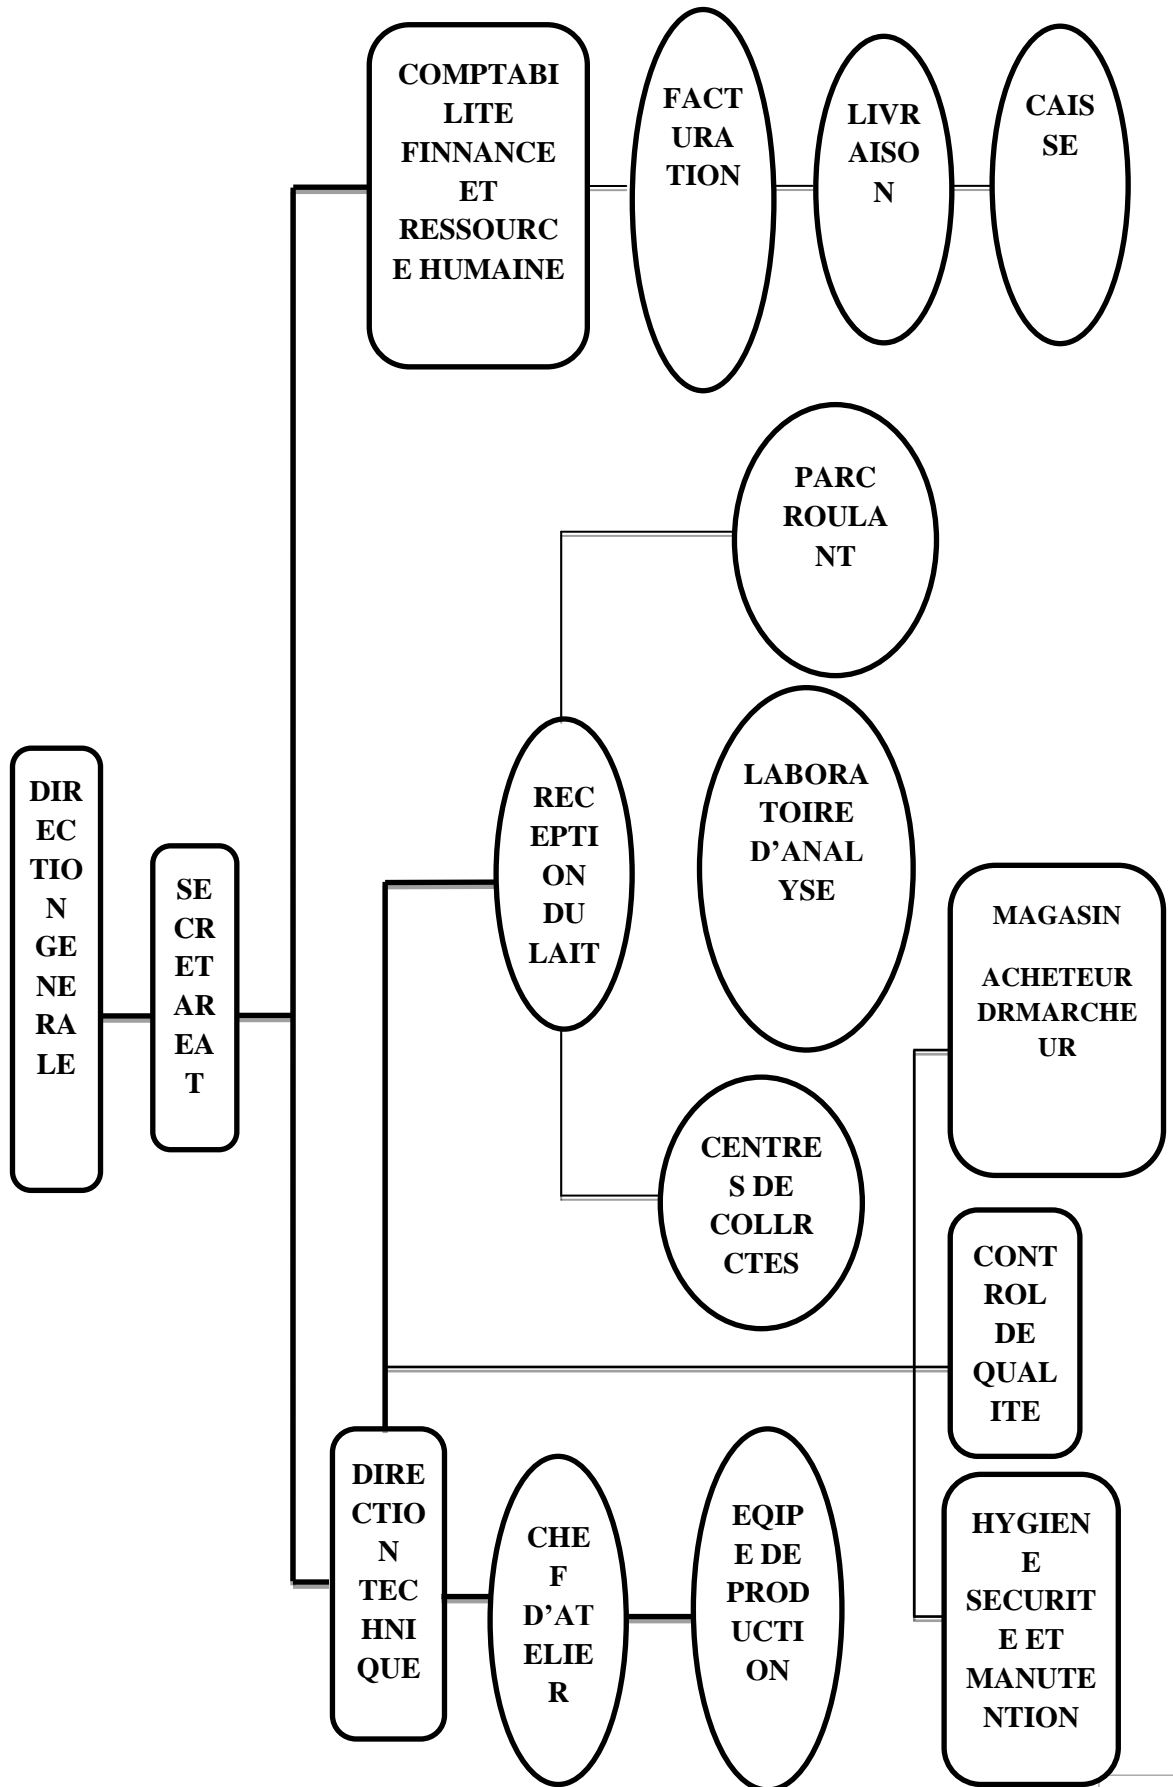 COMPTABI
LITE
FINNANCE
ET
RESSOURC
E HUMAINE
FACT
URA
TION
LIVR
AISO
N
CAIS
SE
PARC
ROULA
NT
DIR
EC
TIO
N
GE
NE
RA
LE
SE
CR
ET
AR
EA
T
REC
EPTI
ON
DU
LAIT
LABORA
TOIRE
D’ANAL
YSE
MAGASIN
ACHETEUR
DRMARCHE
UR
CENTRE
S DE
COLLR
CTES
CONT
ROL
DE
QUAL
ITE
DIRE
CTIO
N
TEC
HNI
QUE
CHE
F
D’AT
ELIE
R
EQIP
E DE
PROD
UCTI
ON
HYGIEN
E
SECURIT
E ET
MANUTE
NTION